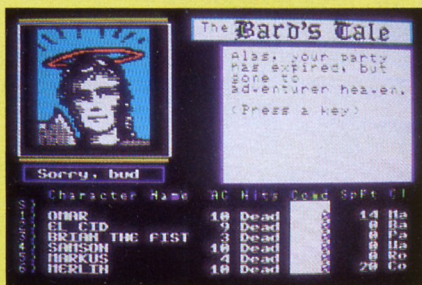 The Bard's Tale
Alas, your party
has expired, but
gone to
adventurer heaven.
(Press a key)
Sorry, bud
Character Name AC Hits Cond SpPt Cl
S
1 OMAR 10 Dead 14 Ma
2 EL CID 9 Dead 0 Ba
3 BRIAN THE FIST 3 Dead 0 Pa
4 SAMSON 10 Dead 0 Wa
5 MARKUS 4 Dead 0 Ro
6 MERLIN 10 Dead 20 Co